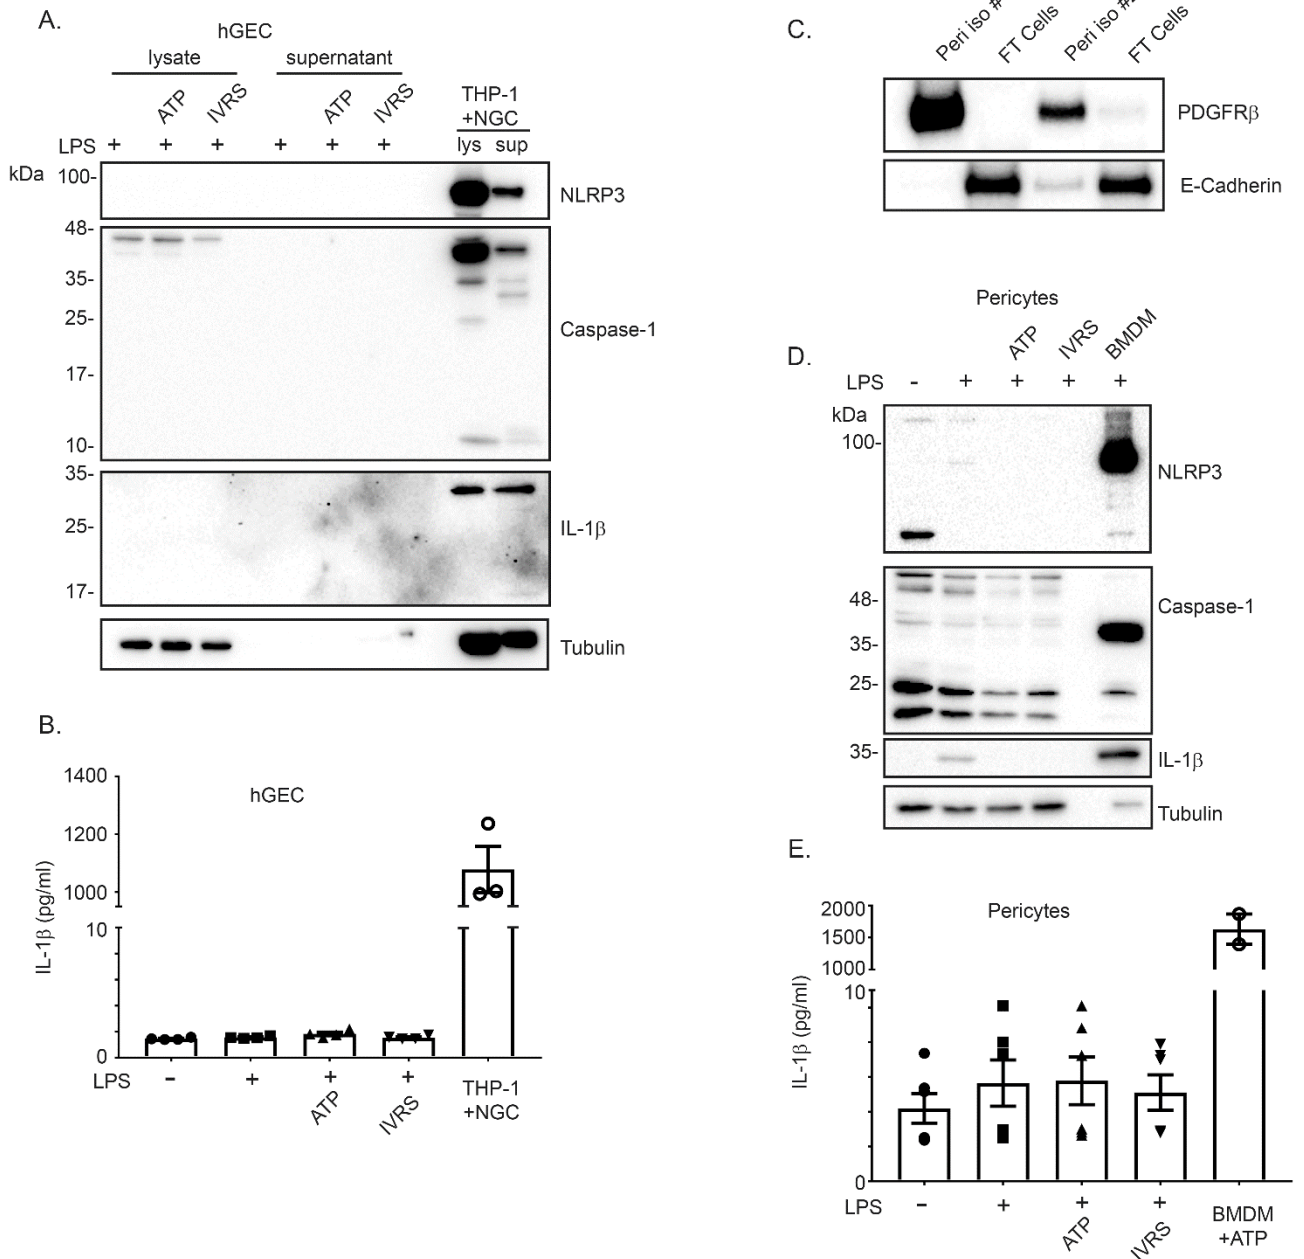 A.
hGEC
lysate
supernatant
ATP
IVRS
ATP
IVRS
THP-1
+NGC
LPS + + + + + + lys sup
kDa
100-
NLRP3
48-
35-
25-
17-
10-
Caspase-1
35-
25-
17-
IL-1β
Tubulin
B.
hGEC
IL-1β (pg/ml)
1400
1200
1000
10
0
LPS - + + +
ATP
IVRS
THP-1
+NGC
C.
Peri iso
FT Cells
Peri iso
FT Cells
PDGFRβ
E-Cadherin
D.
Pericytes
ATP
IVRS
BMDM
LPS - + + + +
kDa
100-
NLRP3
48-
35-
25-
Caspase-1
35-
IL-1β
Tubulin
E.
Pericytes
IL-1β (pg/ml)
2000
1500
1000
10
0
LPS - + + +
ATP
IVRS
BMDM
+ATP